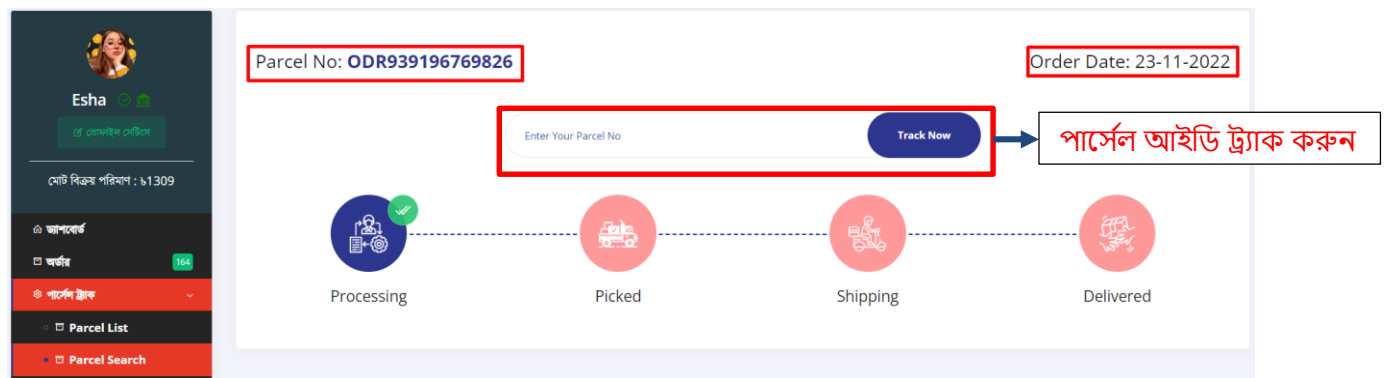 Esha
প্রোফাইল সেটিংস
মোট বিক্রয় পরিমাণ : ৳1309
ড্যাশবোর্ড
অর্ডার 164
পার্সেল ট্র্যাক
Parcel List
Parcel Search
Parcel No: ODR939196769826
Order Date: 23-11-2022
Enter Your Parcel No
Track Now
পার্সেল আইডি ট্র্যাক করুন
Processing
Picked
Shipping
Delivered